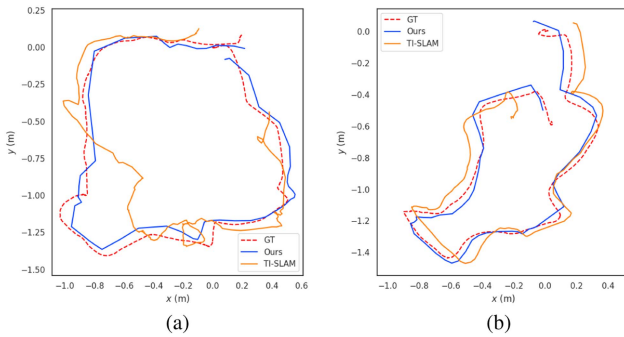 0.25
0.00
−0.25
−0.50
−0.75
−1.00
−1.25
−1.50
y (m)
−1.0 −0.8 −0.6 −0.4 −0.2 0.0 0.2 0.4 0.6
x (m)
GT
Ours
TI-SLAM
(a)
0.0
−0.2
−0.4
−0.6
−0.8
−1.0
−1.2
−1.4
y (m)
−1.0 −0.8 −0.6 −0.4 −0.2 0.0 0.2 0.4
x (m)
GT
Ours
TI-SLAM
(b)